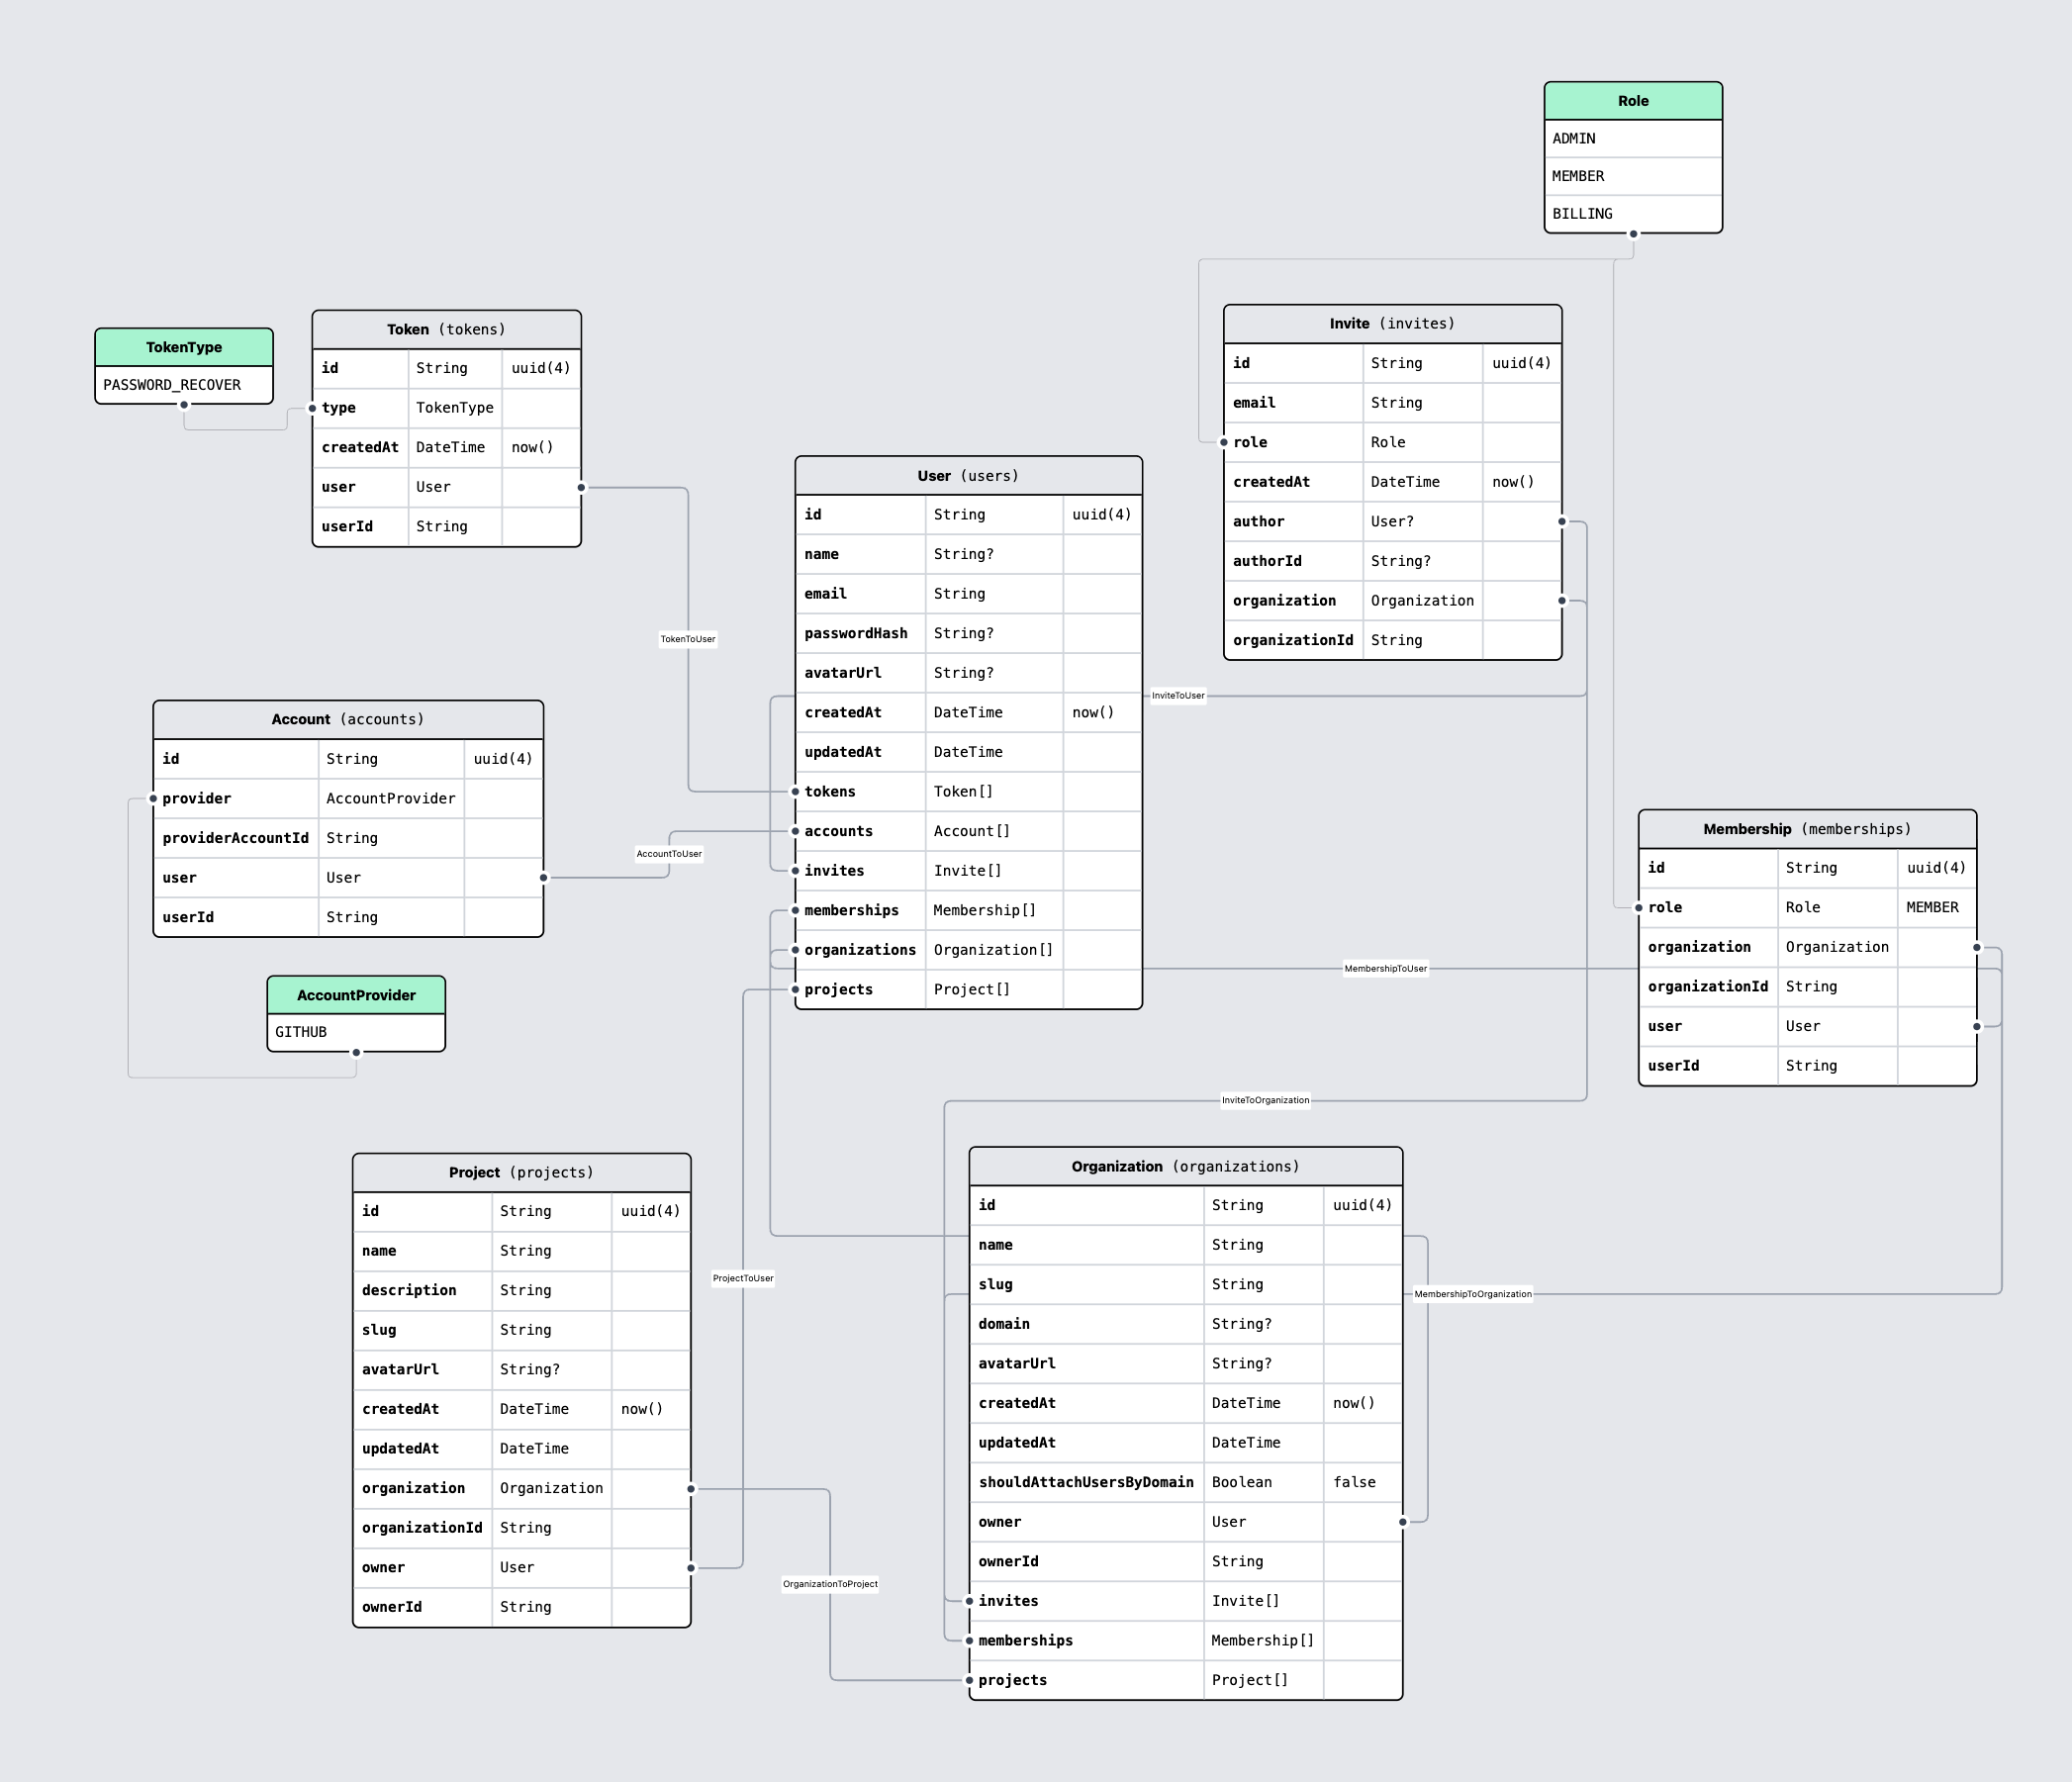 Role
ADMIN
MEMBER
BILLING
TokenType
PASSWORD_RECOVER
Token (tokens)
id String uuid(4)
type TokenType
createdAt DateTime now()
user User
userId String
Invite (invites)
id String uuid(4)
email String
role Role
createdAt DateTime now()
author User?
authorId String?
organization Organization
organizationId String
User (users)
id String uuid(4)
name String?
email String
passwordHash String?
avatarUrl String?
createdAt DateTime now()
updatedAt DateTime
tokens Token[]
accounts Account[]
invites Invite[]
memberships Membership[]
organizations Organization[]
projects Project[]
TokenToUser
InviteToUser
Account (accounts)
id String uuid(4)
provider AccountProvider
providerAccountId String
user User
userId String
AccountToUser
AccountProvider
GITHUB
Membership (memberships)
id String uuid(4)
role Role MEMBER
organization Organization
organizationId String
user User
userId String
MembershipToUser
InviteToOrganization
Project (projects)
id String uuid(4)
name String
description String
slug String
avatarUrl String?
createdAt DateTime now()
updatedAt DateTime
organization Organization
organizationId String
owner User
ownerId String
ProjectToUser
OrganizationToProject
Organization (organizations)
id String uuid(4)
name String
slug String
domain String?
avatarUrl String?
createdAt DateTime now()
updatedAt DateTime
shouldAttachUsersByDomain Boolean false
owner User
ownerId String
invites Invite[]
memberships Membership[]
projects Project[]
MembershipToOrganization